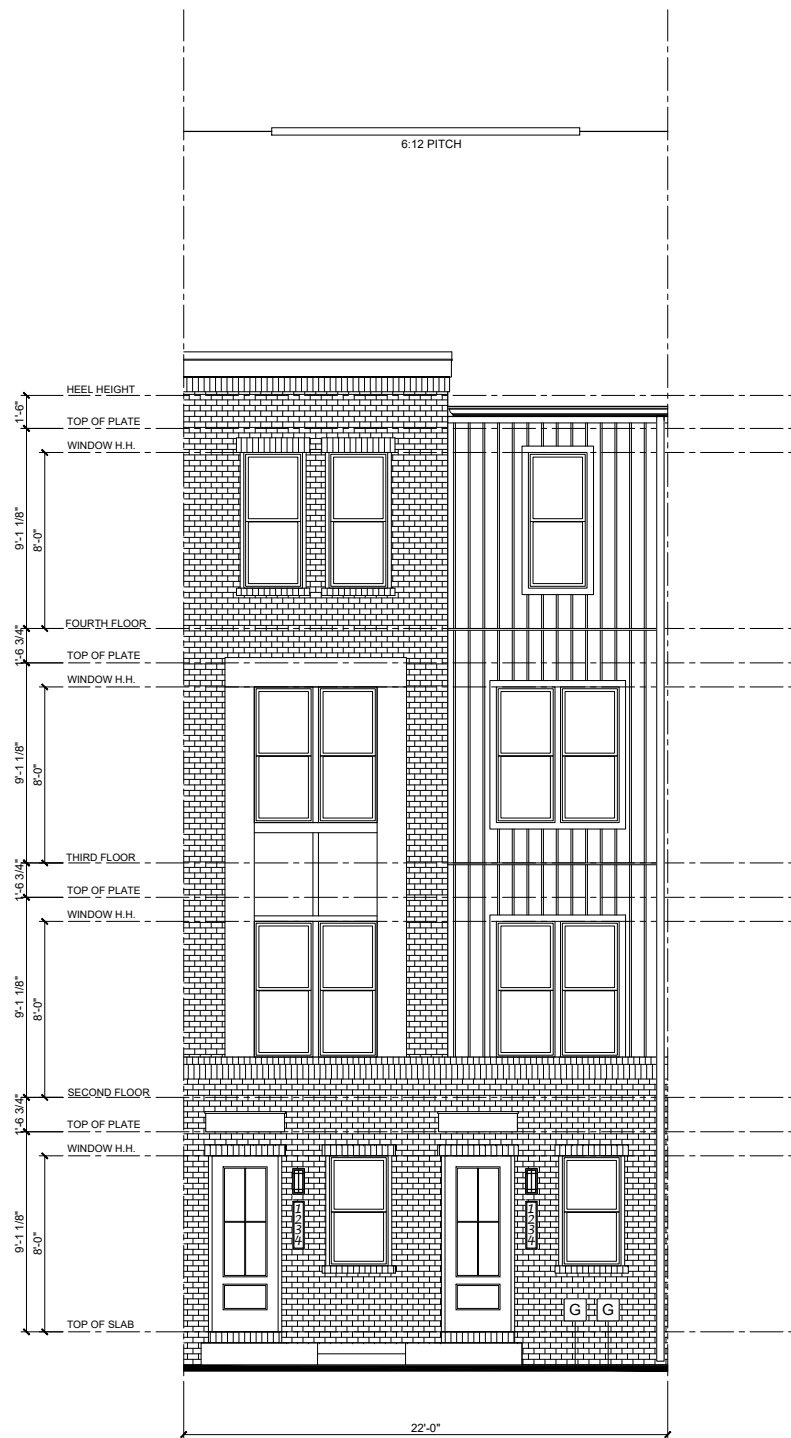 6:12 PITCH
HEEL HEIGHT
1'-6"
TOP OF PLATE
WINDOW H.H.
9'-1 1/8"
8'-0"
FOURTH FLOOR
1'-6 3/4"
TOP OF PLATE
WINDOW H.H.
9'-1 1/8"
8'-0"
THIRD FLOOR
1'-6 3/4"
TOP OF PLATE
WINDOW H.H.
9'-1 1/8"
8'-0"
SECOND FLOOR
1'-6 3/4"
TOP OF PLATE
WINDOW H.H.
1234
1234
9'-1 1/8"
8'-0"
G G
TOP OF SLAB
22'-0"